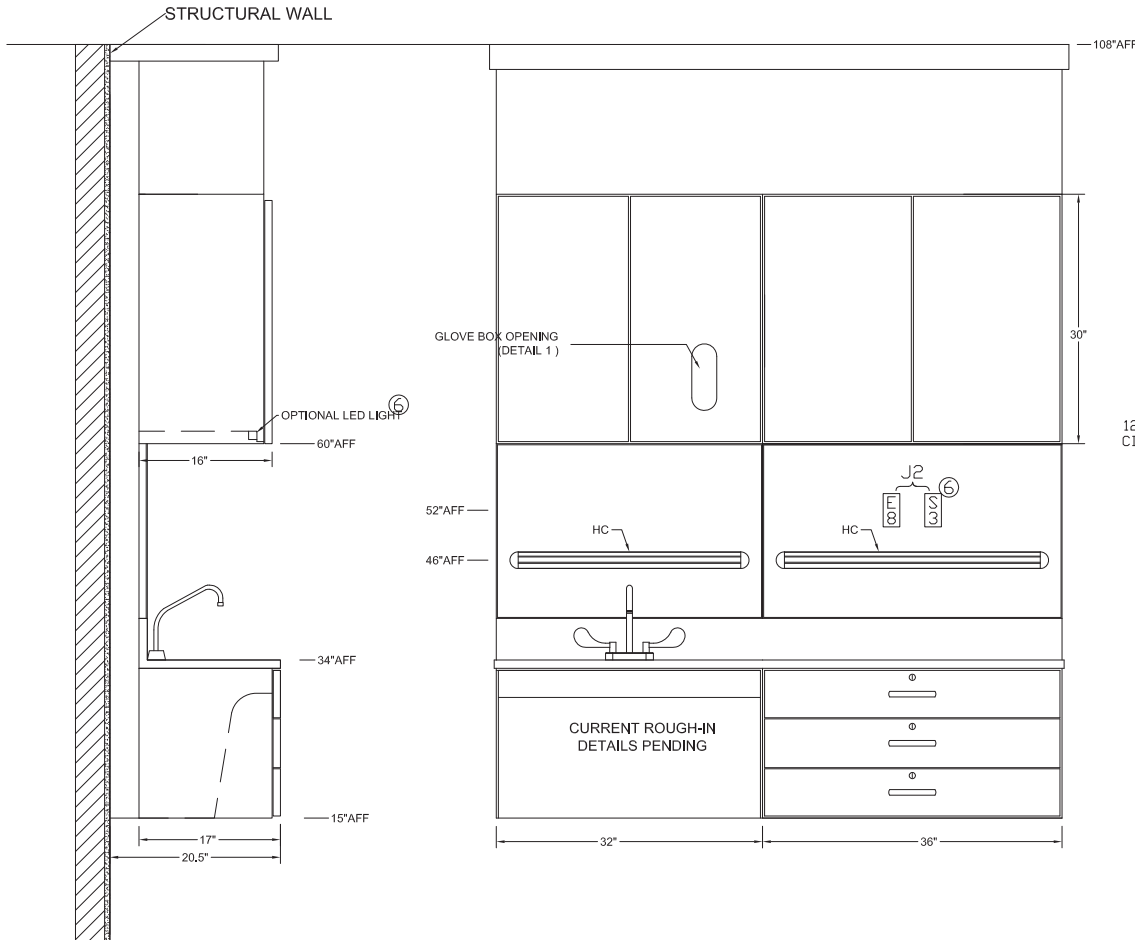 STRUCTURAL WALL
108"AFF
GLOVE BOX OPENING
(DETAIL 1 )
30"
OPTIONAL LED LIGHT
6
60"AFF
16"
12
CI
J2
6
E
8
S
3
52"AFF
HC
HC
46"AFF
34"AFF
CURRENT ROUGH-IN
DETAILS PENDING
15"AFF
17"
20.5"
32"
36"